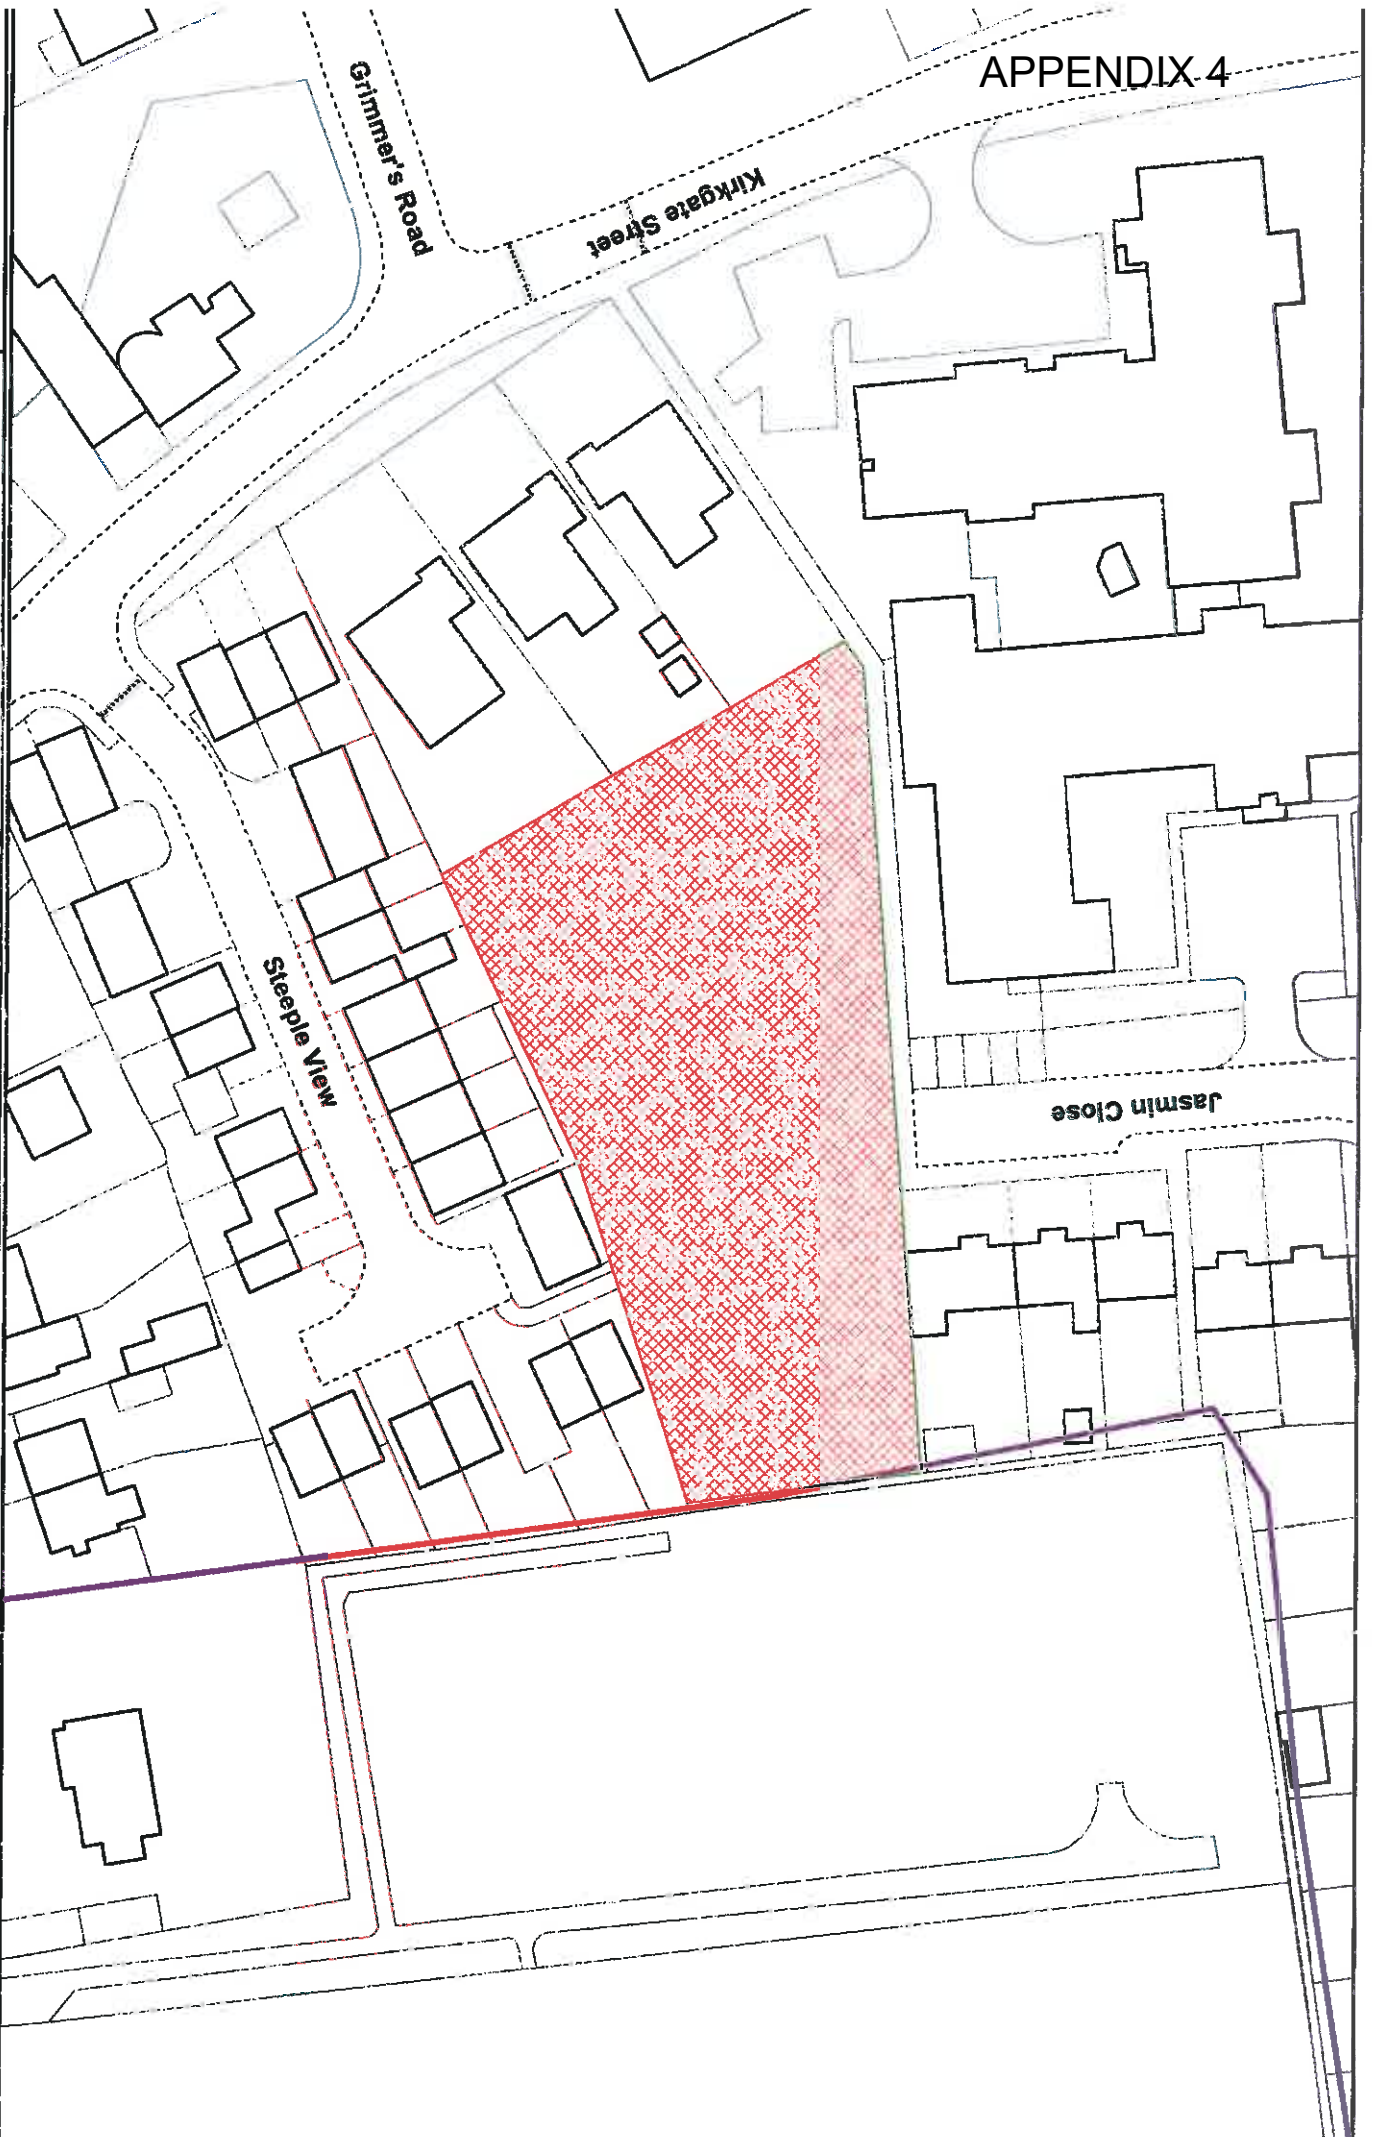 APPENDIX 4
Grimmer's Road
Kirkgate Street
Steeple View
Jasmin Close